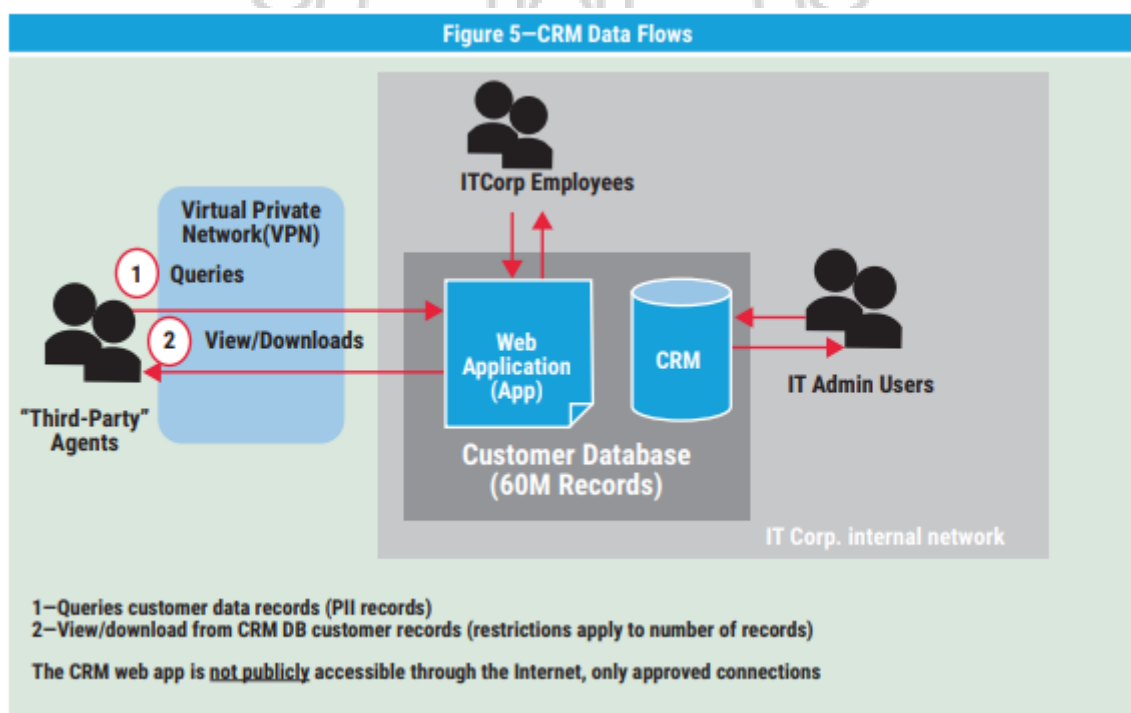 Figure 5—CRM Data Flows
ITCorp Employees
Virtual Private
Network(VPN)
1
Queries
2
View/Downloads
"Third-Party"
Agents
Web
Application
(App)
CRM
IT Admin Users
Customer Database
(60M Records)
IT Corp. internal network
1—Queries customer data records (PII records)
2—View/download from CRM DB customer records (restrictions apply to number of records)
The CRM web app is not publicly accessible through the Internet, only approved connections